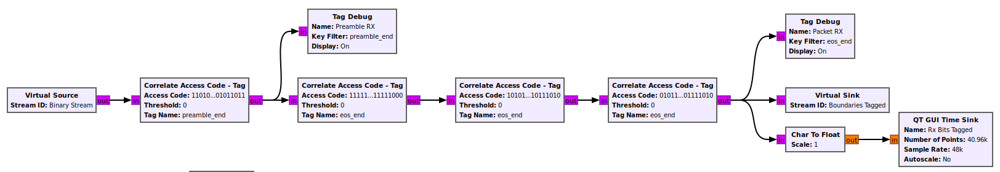 Tag Debug
Name: Preamble RX
Key Filter: preamble_end
Display: On
in
Tag Debug
Name: Packet RX
Key Filter: eos_end
Display: On
in
Virtual Source
Stream ID: Binary Stream
out
in
Correlate Access Code - Tag
Access Code: 11010...01011011
Threshold: 0
Tag Name: preamble_end
out
in
Correlate Access Code - Tag
Access Code: 11111...11111000
Threshold: 0
Tag Name: eos_end
out
in
Correlate Access Code - Tag
Access Code: 10101...10111010
Threshold: 0
Tag Name: eos_end
out
in
Correlate Access Code - Tag
Access Code: 01011...01111010
Threshold: 0
Tag Name: eos_end
out
in
Virtual Sink
Stream ID: Boundaries Tagged
in
Char To Float
Scale: 1
out
in
QT GUI Time Sink
Name: Rx Bits Tagged
Number of Points: 40.96k
Sample Rate: 48k
Autoscale: No